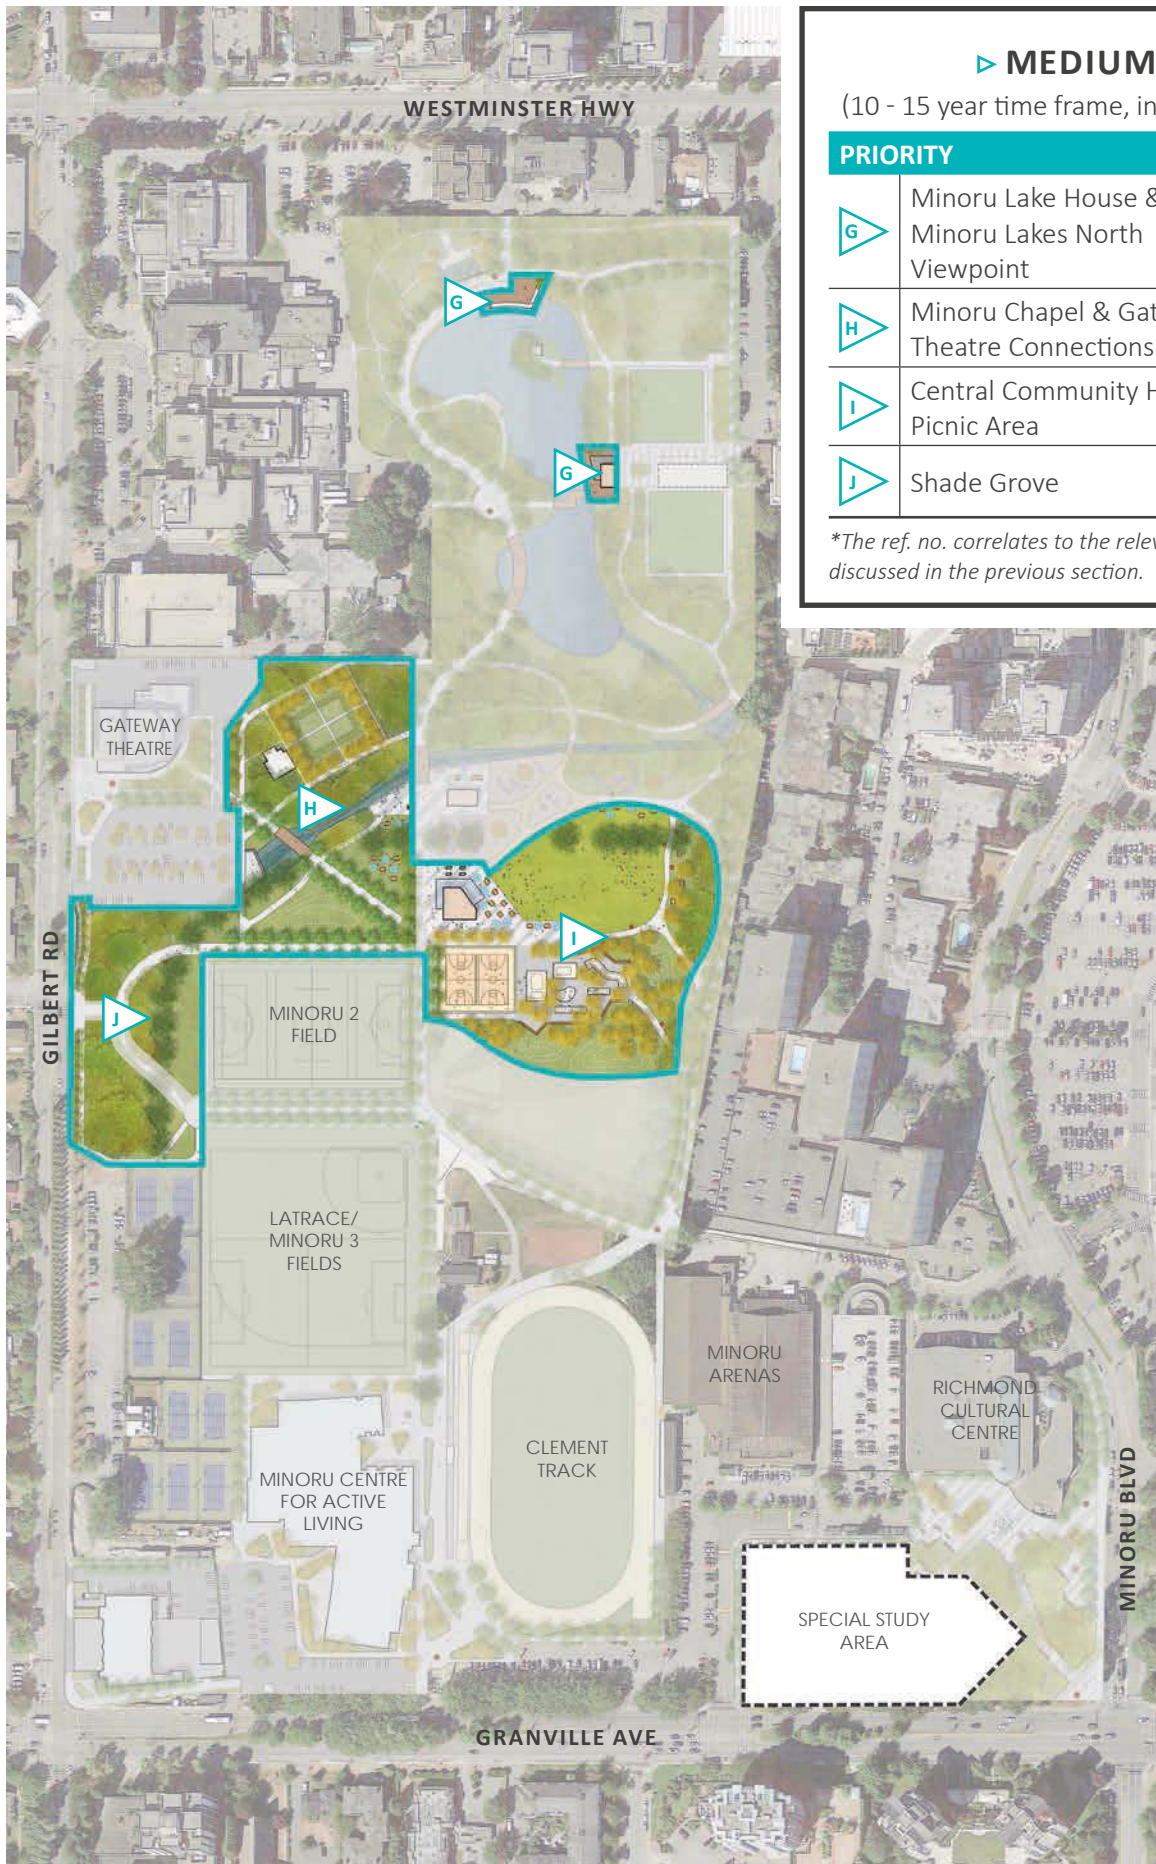 WESTMINSTER HWY
MEDIUM
(10 - 15 year time frame, in
PRIORITY
G
Minoru Lake House &
Minoru Lakes North
Viewpoint
H
Minoru Chapel & Gat
Theatre Connections
I
Central Community H
Picnic Area
J
Shade Grove
*The ref. no. correlates to the relev
discussed in the previous section.
G
G
GATEWAY
THEATRE
H
I
GILBERT RD
J
MINORU 2
FIELD
LATRACE/
MINORU 3
FIELDS
MINORU
ARENAS
RICHMOND
CULTURAL
CENTRE
CLEMENT
TRACK
MINORU CENTRE
FOR ACTIVE
LIVING
MINORU BLVD
SPECIAL STUDY
AREA
GRANVILLE AVE